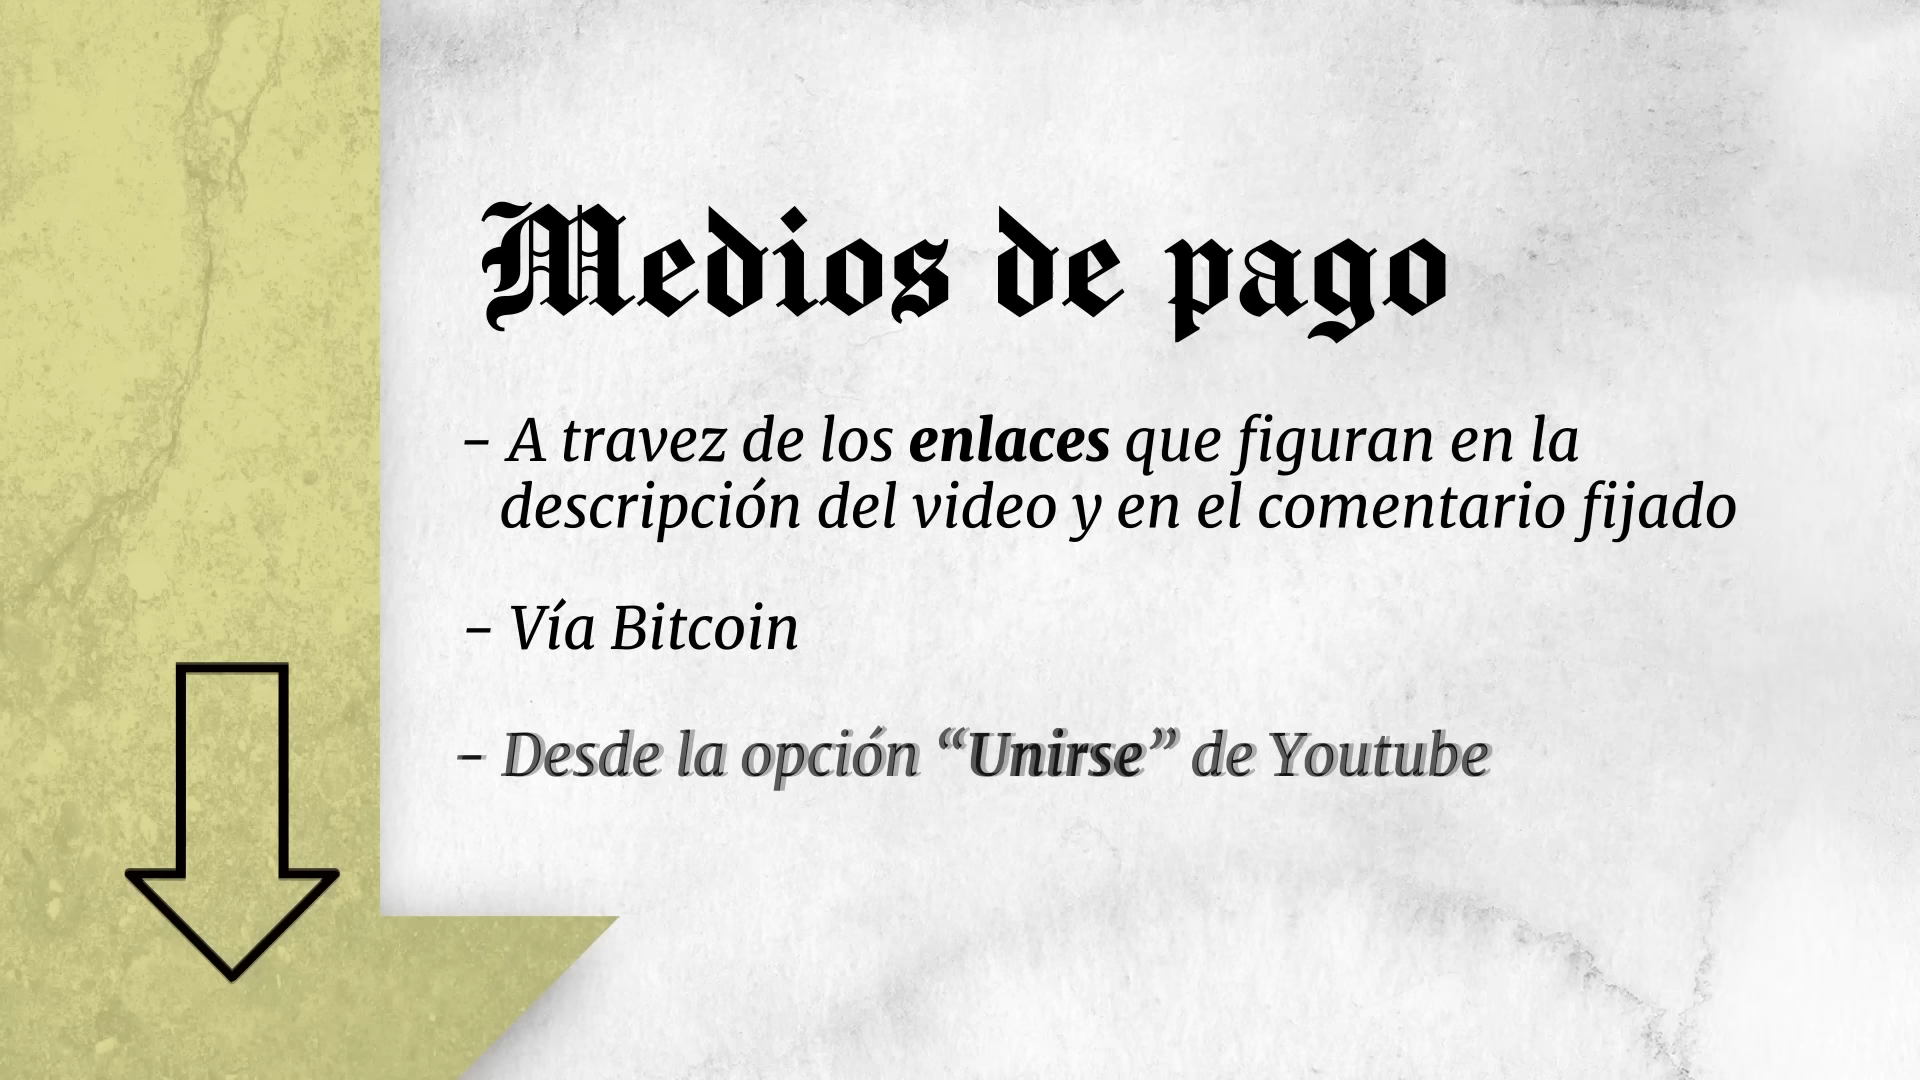 Medios de pago
- A travez de los enlaces que figuran en la
descripción del video y en el comentario fijado
- Vía Bitcoin
- Desde la opción “Unirse” de Youtube